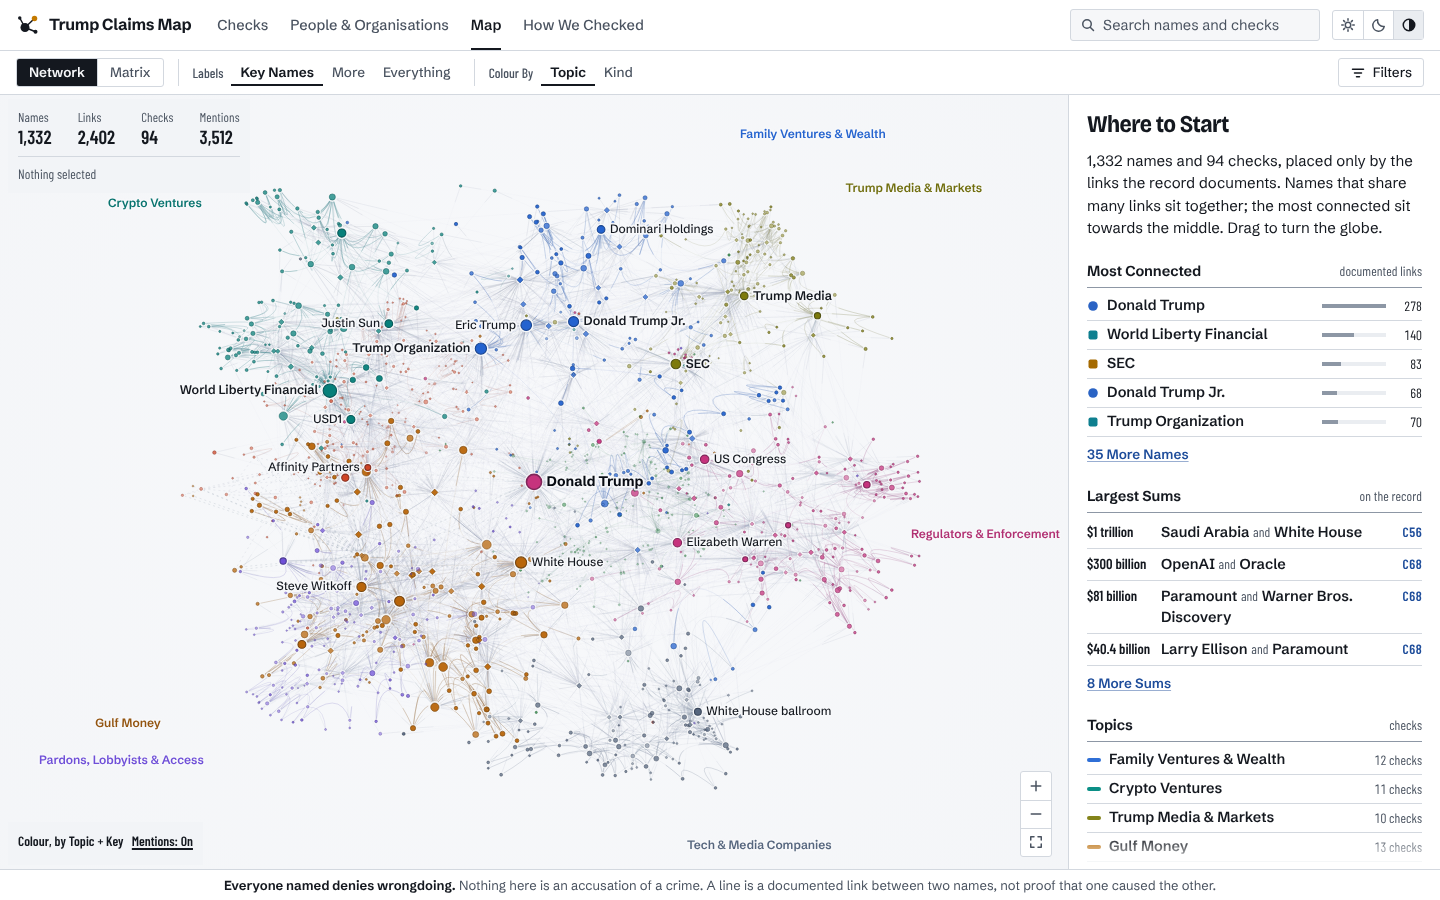 Trump Claims Map
Checks
People & Organisations
Map
How We Checked
Search names and checks
Network
Matrix
Labels
Key Names
More
Everything
Colour By
Topic
Kind
Filters
Names
Links
Checks
Mentions
1,332
2,402
94
3,512
Nothing selected
Family Ventures & Wealth
Trump Media & Markets
Crypto Ventures
Dominari Holdings
Trump Media
Justin Sun
Eric Trump
Donald Trump Jr.
Trump Organization
SEC
World Liberty Financial
USD1
US Congress
Affinity Partners
Donald Trump
Regulators & Enforcement
Elizabeth Warren
White House
Steve Witkoff
White House ballroom
Gulf Money
Pardons, Lobbyists & Access
Tech & Media Companies
Colour, by Topic + Key
Mentions: On
Where to Start
1,332 names and 94 checks, placed only by the
links the record documents. Names that share
many links sit together; the most connected sit
towards the middle. Drag to turn the globe.
Most Connected
documented links
Donald Trump
278
World Liberty Financial
140
SEC
83
Donald Trump Jr.
68
Trump Organization
70
35 More Names
Largest Sums
on the record
$1 trillion
Saudi Arabia and White House
C56
$300 billion
OpenAI and Oracle
C68
$81 billion
Paramount and Warner Bros.
Discovery
C68
$40.4 billion
Larry Ellison and Paramount
C68
8 More Sums
Topics
checks
Family Ventures & Wealth
12 checks
Crypto Ventures
11 checks
Trump Media & Markets
10 checks
Gulf Money
13 checks
Everyone named denies wrongdoing. Nothing here is an accusation of a crime. A line is a documented link between two names, not proof that one caused the other.